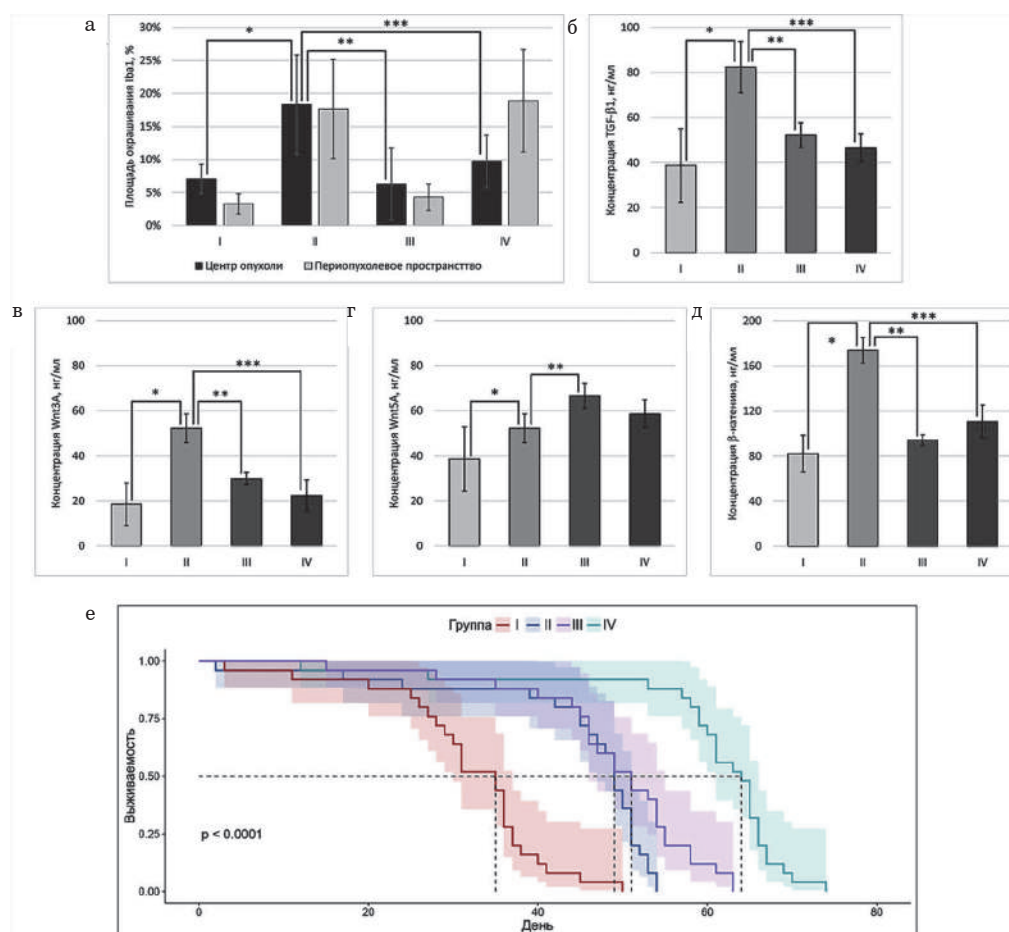 а
Площадь окрашивания Iba1, %
30%
25%
20%
15%
10%
5%
0%
*
**
***
I
II
III
IV
Центр опухоли
Периопухолевое пространттво
б
Концентрация TGF-β1, нг/мл
100
80
60
40
20
0
*
**
***
I
II
III
IV
в
Концентрация Wnt3A, нг/мл
100
80
60
40
20
0
*
**
***
I
II
III
IV
г
Концентрация Wnt5A, нг/мл
100
80
60
40
20
0
*
**
I
II
III
IV
д
Концентрация β-катенина, нг/мл
200
160
120
80
40
0
*
**
***
I
II
III
IV
е
Группа I II III IV
Выживаемость
1.00
0.75
0.50
0.25
0.00
p < 0.0001
0
20
40
60
80
День